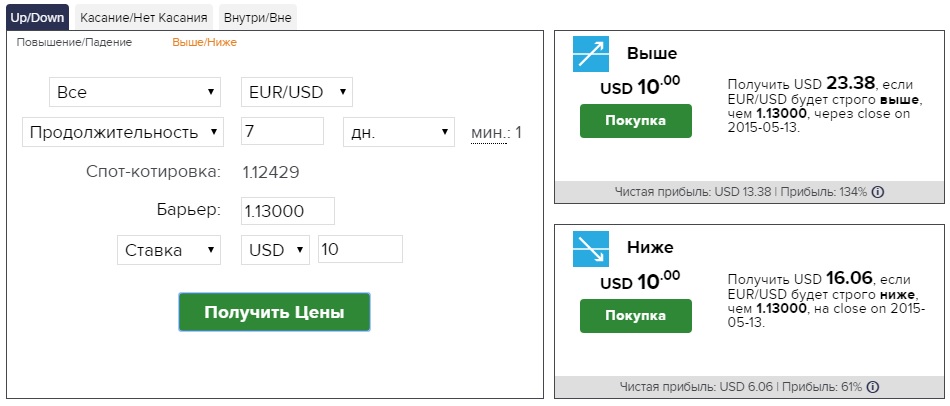 Up/Down Касание/Нет Касания Внутри/Вне
Повышение/Падение Выше/Ниже
Все EUR/USD
Продолжительность 7 дн. мин.: 1
Спот-котировка: 1.12429
Барьер: 1.13000
Ставка USD 10
Получить Цены
Выше
USD 10.00
Покупка
Получить USD 23.38, если
EUR/USD будет строго выше,
чем 1.13000, через close on
2015-05-13.
Чистая прибыль: USD 13.38 | Прибыль: 134%
Ниже
USD 10.00
Покупка
Получить USD 16.06, если
EUR/USD будет строго ниже,
чем 1.13000, на close on 2015-
05-13.
Чистая прибыль: USD 6.06 | Прибыль: 61%